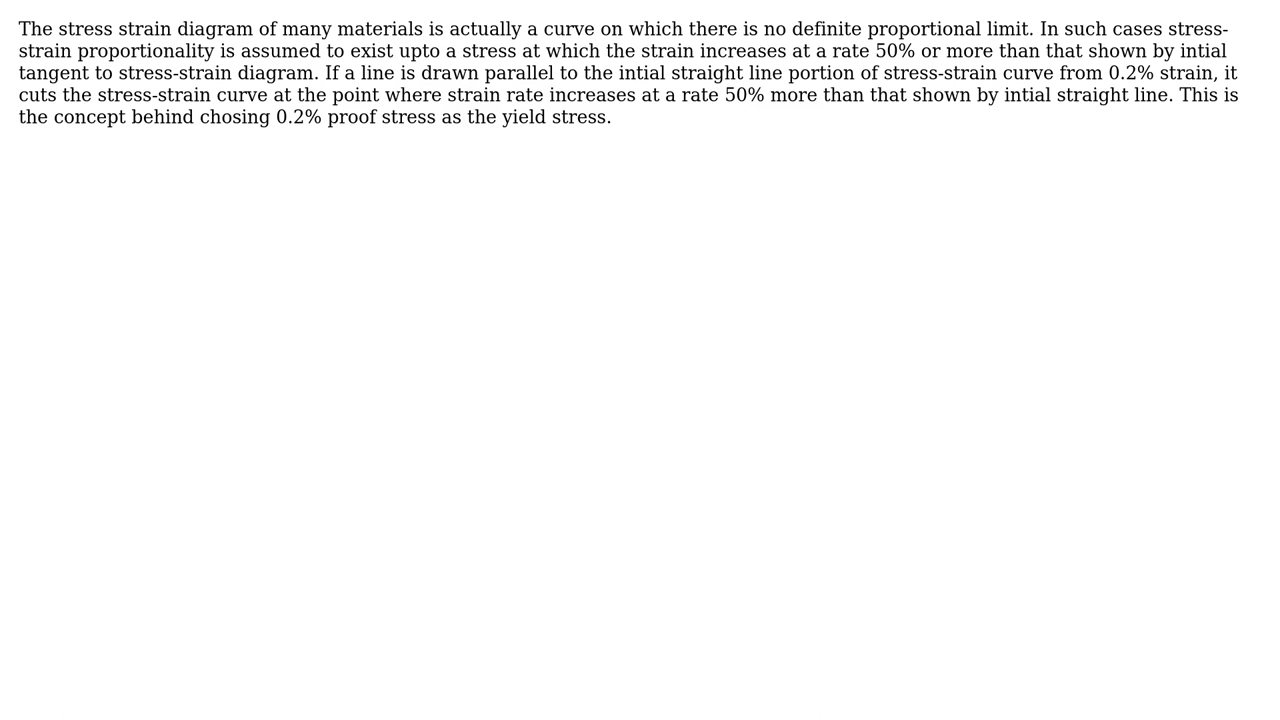 The stress strain diagram of many materials is actually a curve on which there is no definite proportional limit. In such cases stress-
strain proportionality is assumed to exist upto a stress at which the strain increases at a rate 50% or more than that shown by intial
tangent to stress-strain diagram. If a line is drawn parallel to the intial straight line portion of stress-strain curve from 0.2% strain, it
cuts the stress-strain curve at the point where strain rate increases at a rate 50% more than that shown by intial straight line. This is
the concept behind chosing 0.2% proof stress as the yield stress.